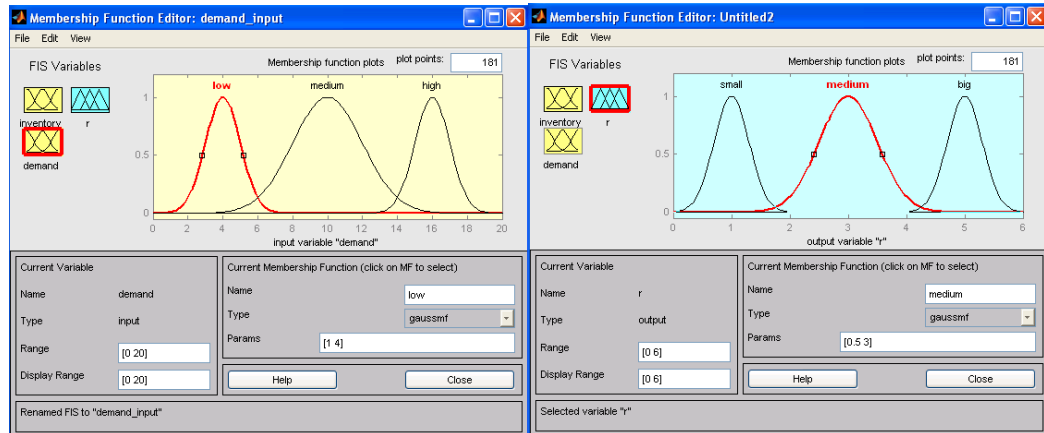 Membership Function Editor: demand_input
File Edit View
FIS Variables
inventory
r
demand
Membership function plots
plot points:
181
low
medium
high
1
0.5
0
0 2 4 6 8 10 12 14 16 18 20
input variable "demand"
Current Variable
Name demand
Type input
Range [0 20]
Display Range [0 20]
Current Membership Function (click on MF to select)
Name low
Type gaussmf
Params [1 4]
Help
Close
Renamed FIS to "demand_input"
Membership Function Editor: Untitled2
File Edit View
FIS Variables
inventory
r
demand
Membership function plots
plot points:
181
small
medium
big
1
0.5
0
0 1 2 3 4 5 6
output variable "r"
Current Variable
Name r
Type output
Range [0 6]
Display Range [0 6]
Current Membership Function (click on MF to select)
Name medium
Type gaussmf
Params [0.5 3]
Help
Close
Selected variable "r"